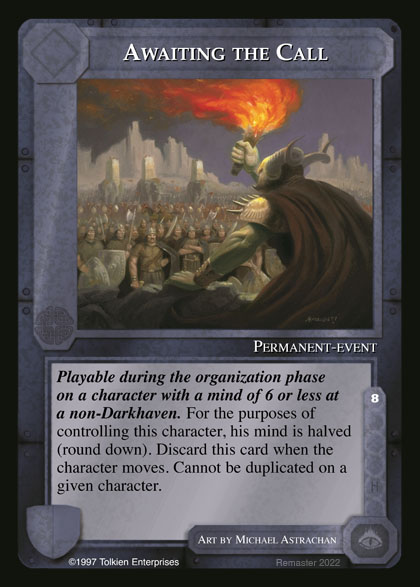 AWAITING THE CALL
PERMANENT-EVENT
Playable during the organization phase
on a character with a mind of 6 or less at
a non-Darkhaven. For the purposes of
controlling this character, his mind is halved
(round down). Discard this card when the
character moves. Cannot be duplicated on a
given character.
8
H
ART BY MICHAEL ASTRACHAN
©1997 Tolkien Enterprises
Remaster 2022